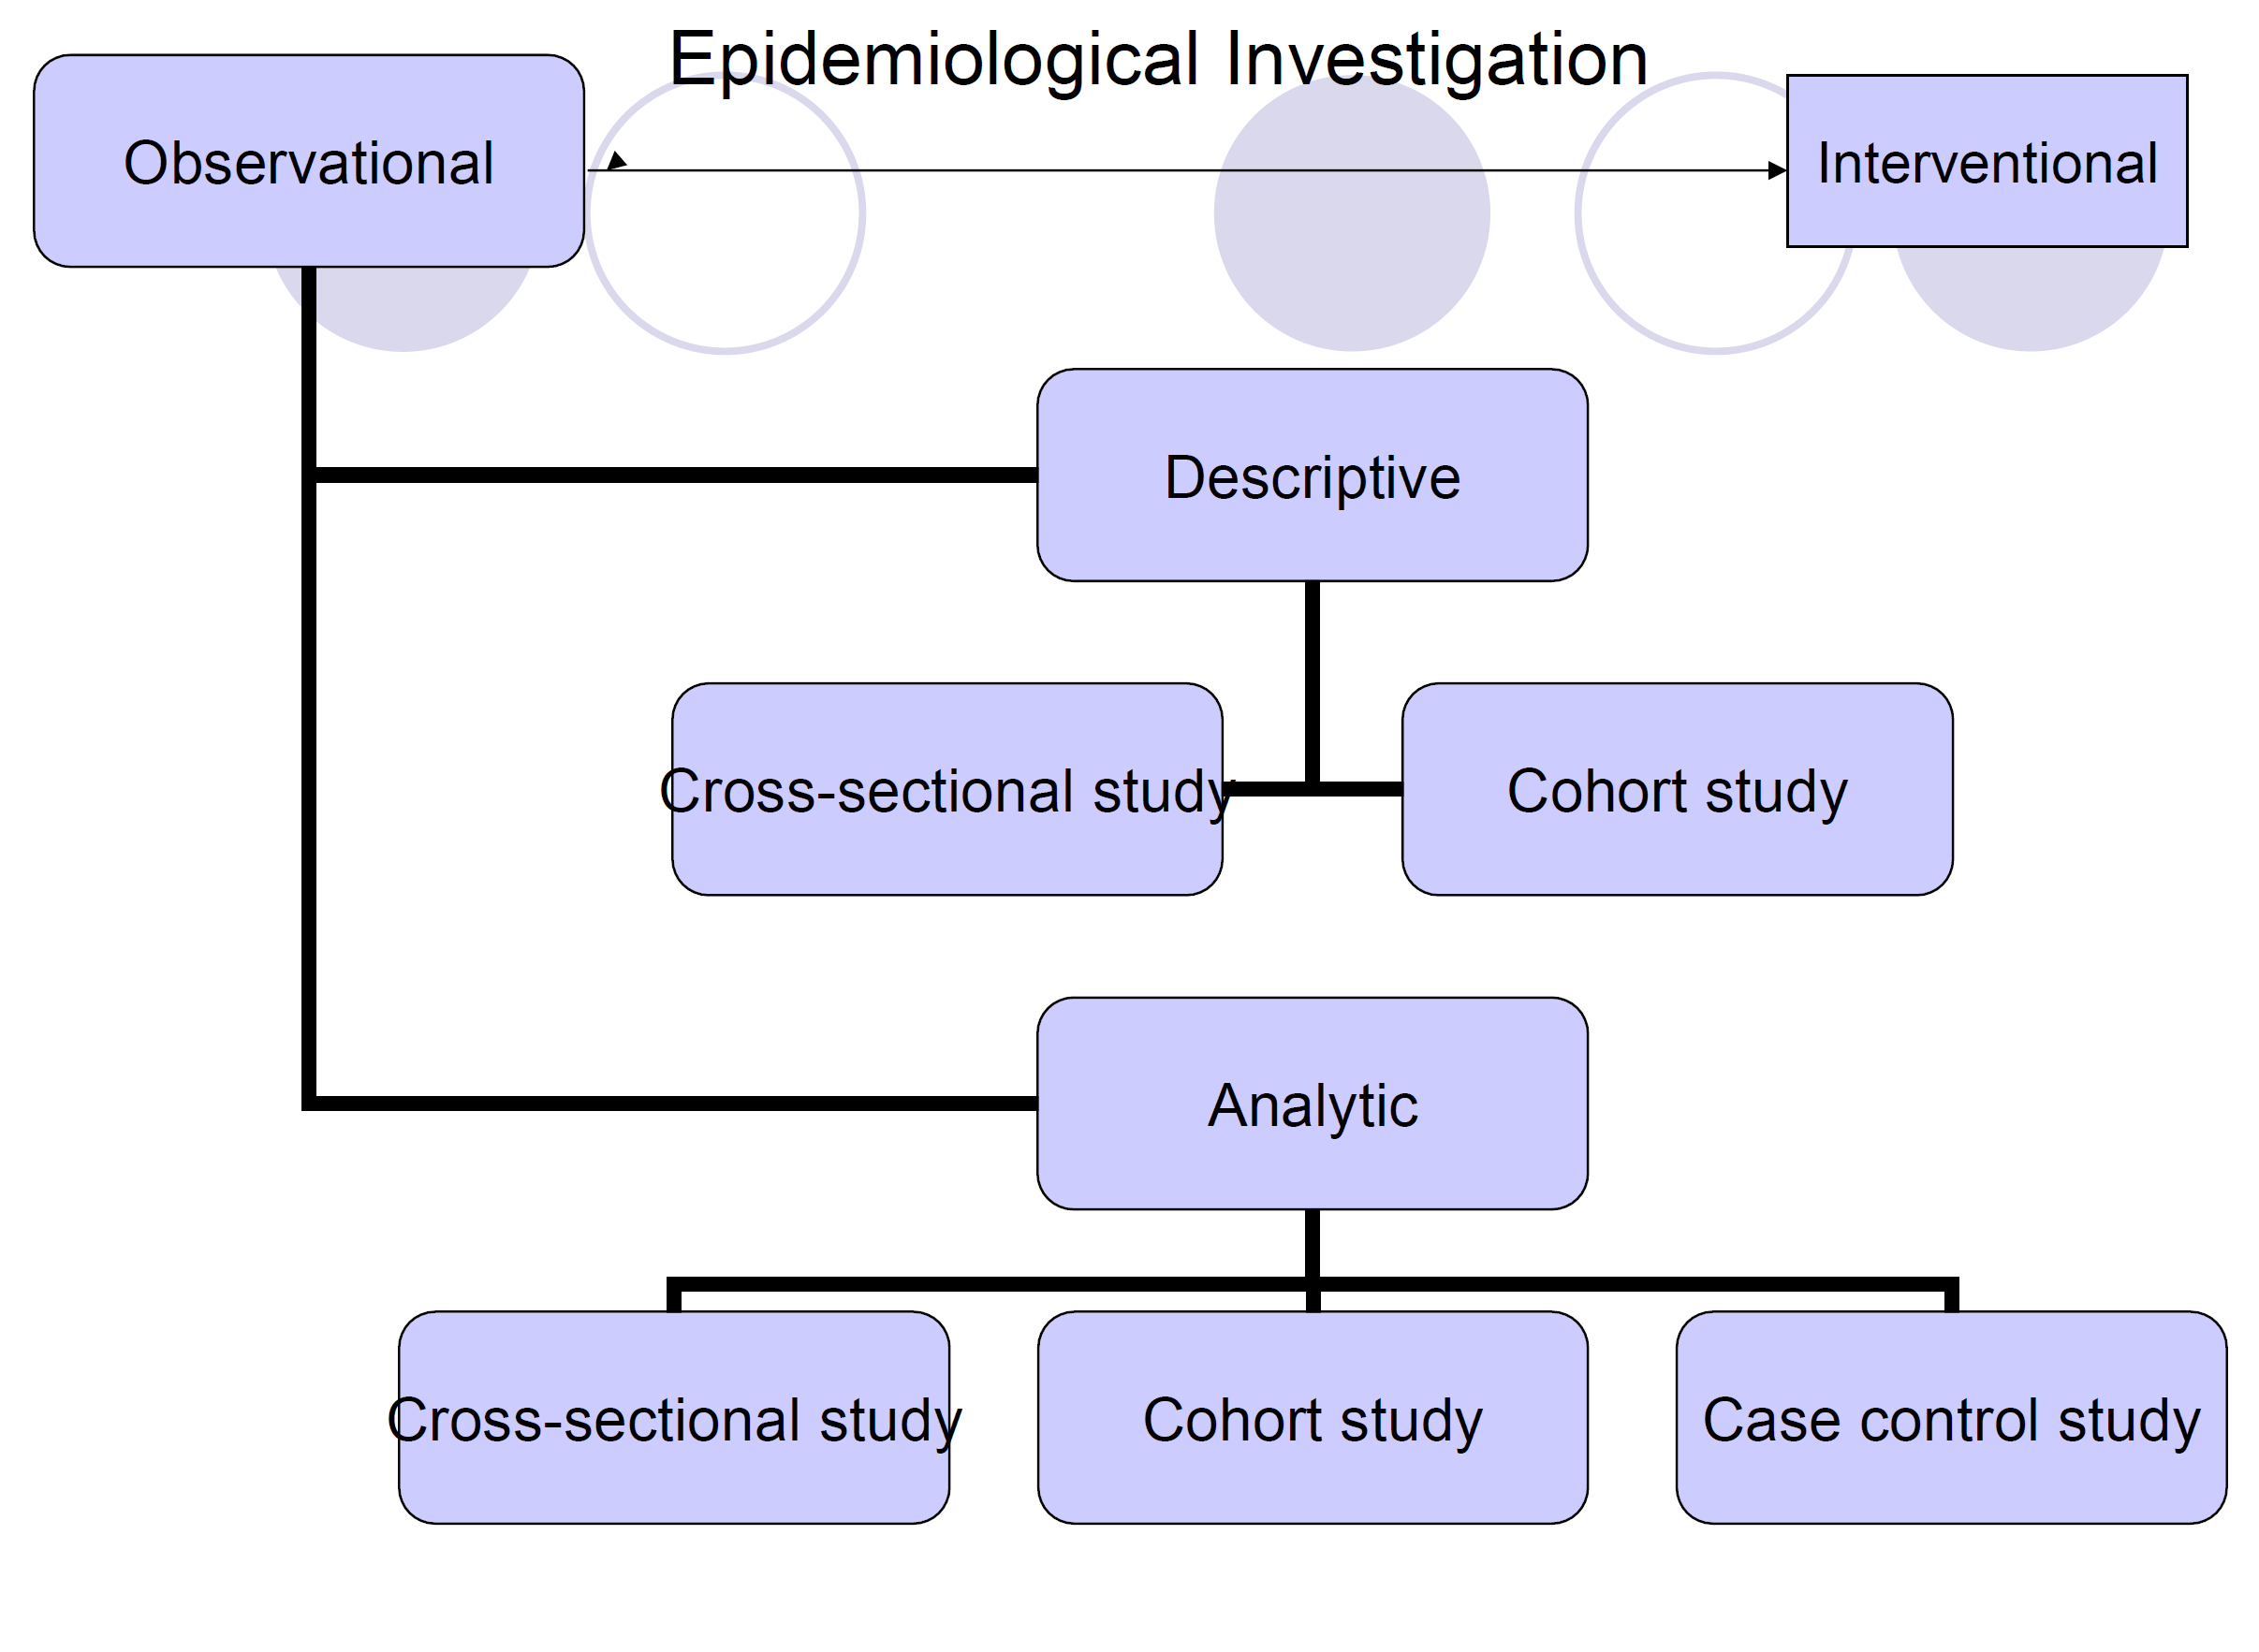 Epidemiological Investigation
Observational
Interventional
Descriptive
Cross-sectional study
Cohort study
Analytic
Cross-sectional study
Cohort study
Case control study